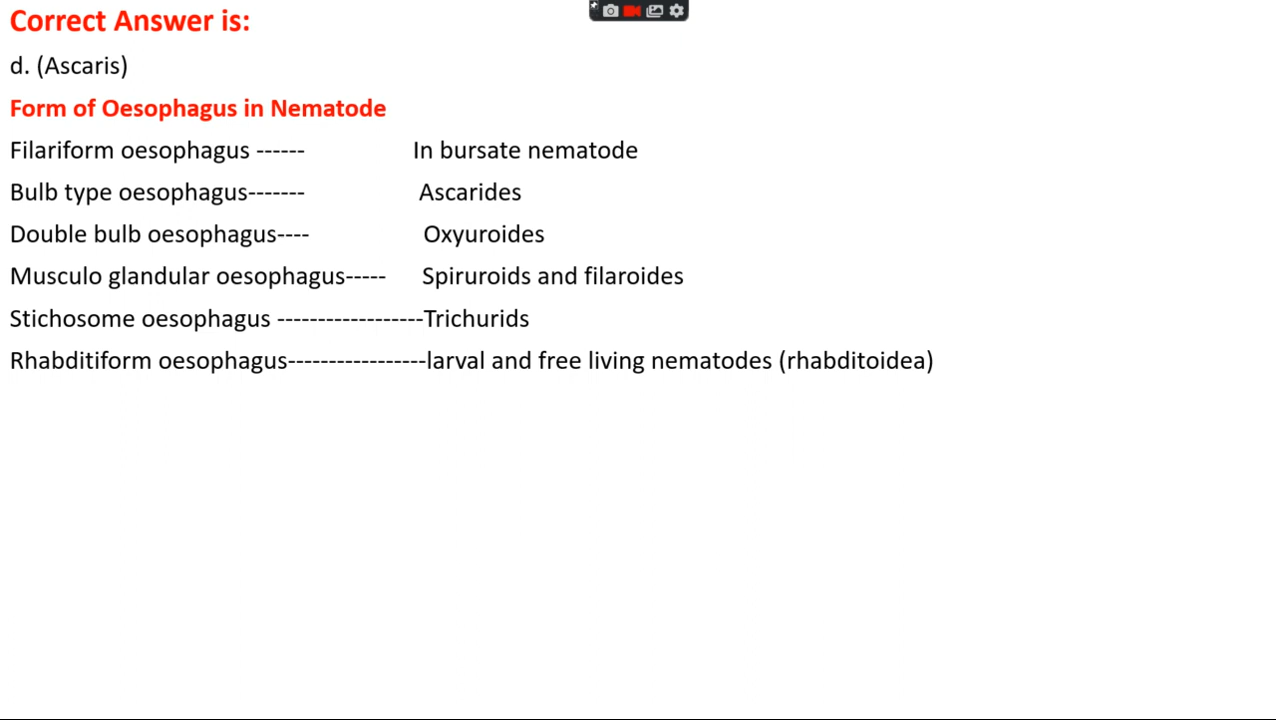 Correct Answer is:
d. (Ascaris)
Form of Oesophagus in Nematode
Filariform oesophagus ------ In bursate nematode
Bulb type oesophagus------- Ascarides
Double bulb oesophagus---- Oxyuroides
Musculo glandular oesophagus----- Spiruroids and filaroides
Stichosome oesophagus ------------------Trichurids
Rhabditiform oesophagus-----------------larval and free living nematodes (rhabditoidea)